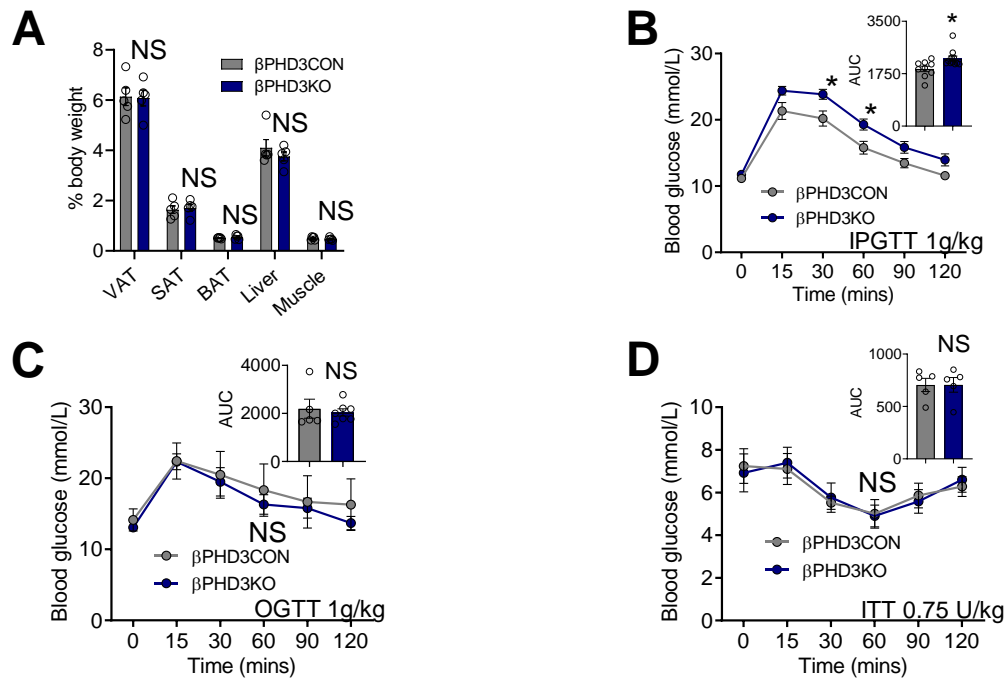 A
NS
NS
NS
NS
NS
βPHD3CON
βPHD3KO
% body weight
8
6
4
2
0
VAT
SAT
BAT
Liver
Muscle
B
Blood glucose (mmol/L)
30
20
10
0
*
*
βPHD3CON
βPHD3KO
IPGTT 1g/kg
0 15 30 60 90 120
Time (mins)
AUC
3500
1750
0
*
C
Blood glucose (mmol/L)
30
20
10
0
NS
βPHD3CON
βPHD3KO
OGTT 1g/kg
0 15 30 60 90 120
Time (mins)
AUC
4000
2000
0
NS
D
Blood glucose (mmol/L)
10
8
6
4
2
0
NS
βPHD3CON
βPHD3KO
ITT 0.75 U/kg
0 15 30 60 90 120
Time (mins)
AUC
1000
500
0
NS